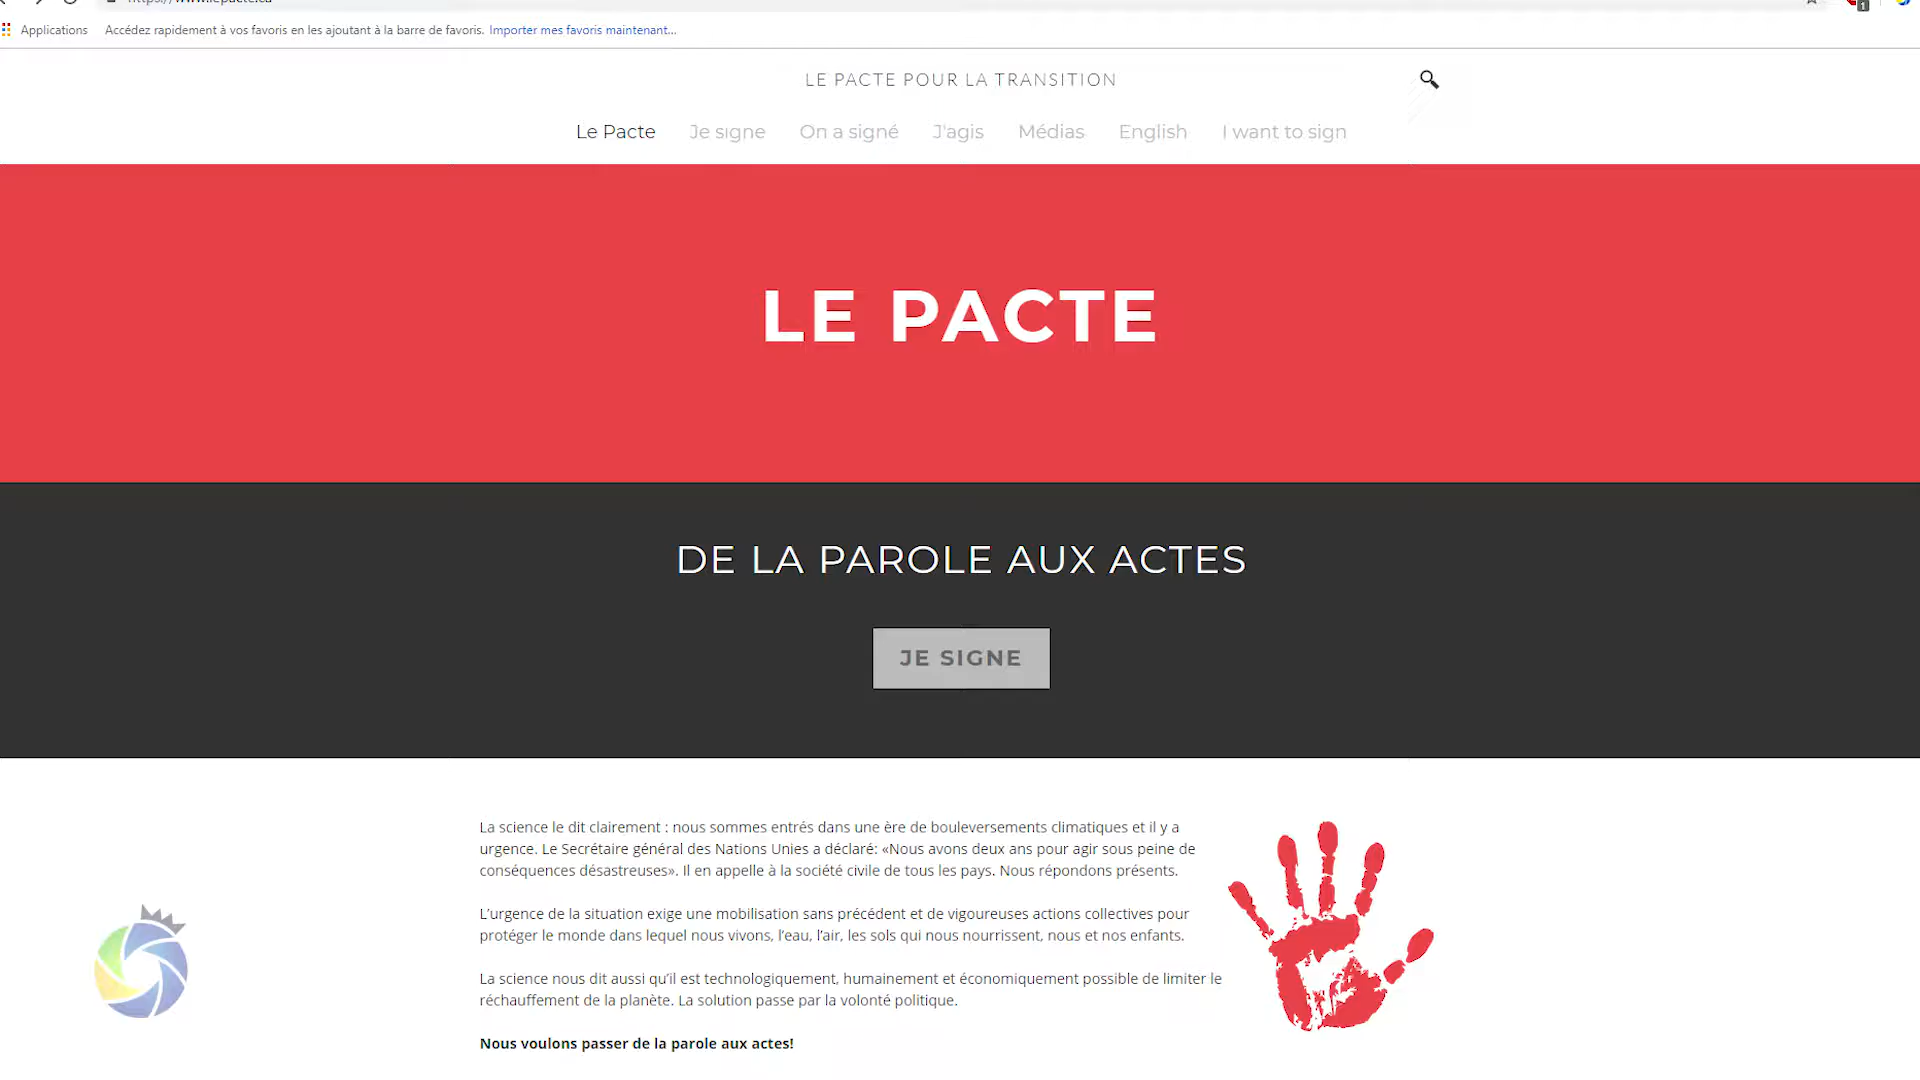 https://www.lepacte.ca
1
Applications Accédez rapidement à vos favoris en les ajoutant à la barre de favoris. Importer mes favoris maintenant...
LE PACTE POUR LA TRANSITION
Le Pacte Je signe On a signé J'agis Médias English I want to sign
LE PACTE
DE LA PAROLE AUX ACTES
JE SIGNE
La science le dit clairement : nous sommes entrés dans une ère de bouleversements climatiques et il y a
urgence. Le Secrétaire général des Nations Unies a déclaré: «Nous avons deux ans pour agir sous peine de
conséquences désastreuses». Il en appelle à la société civile de tous les pays. Nous répondons présents.
L’urgence de la situation exige une mobilisation sans précédent et de vigoureuses actions collectives pour
protéger le monde dans lequel nous vivons, l’eau, l’air, les sols qui nous nourrissent, nous et nos enfants.
La science nous dit aussi qu’il est technologiquement, humainement et économiquement possible de limiter le
réchauffement de la planète. La solution passe par la volonté politique.
Nous voulons passer de la parole aux actes!